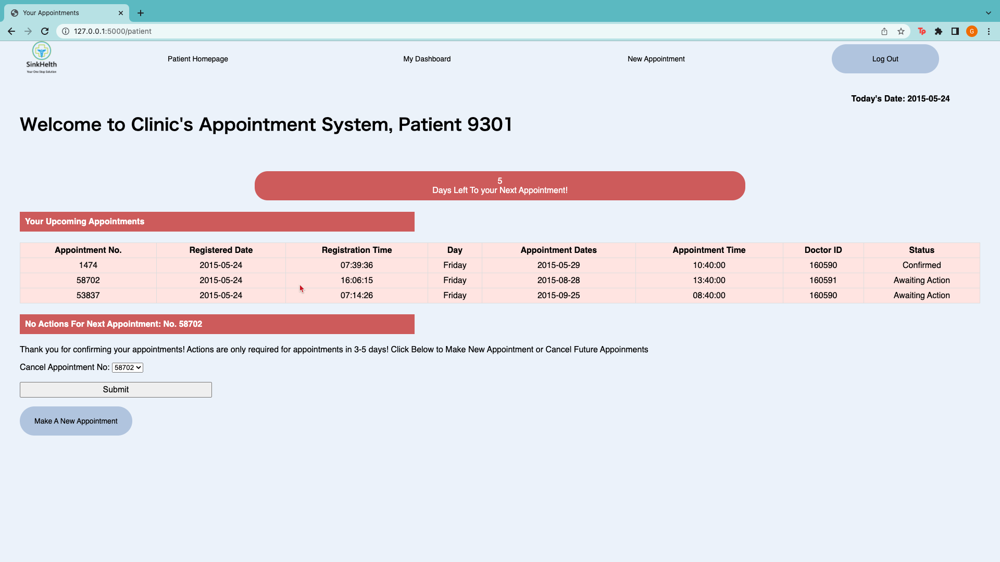 Your Appointments
127.0.0.1:5000/patient
Tp
G
SinkHelth
Your One Stop Solution
Patient Homepage
My Dashboard
New Appointment
Log Out
Today's Date: 2015-05-24
Welcome to Clinic's Appointment System, Patient 9301
5
Days Left To your Next Appointment!
Your Upcoming Appointments
Appointment No. Registered Date Registration Time Day Appointment Dates Appointment Time Doctor ID Status
1474 2015-05-24 07:39:36 Friday 2015-05-29 10:40:00 160590 Confirmed
58702 2015-05-24 16:06:15 Friday 2015-08-28 13:40:00 160591 Awaiting Action
53837 2015-05-24 07:14:26 Friday 2015-09-25 08:40:00 160590 Awaiting Action
No Actions For Next Appointment: No. 58702
Thank you for confirming your appointments! Actions are only required for appointments in 3-5 days! Click Below to Make New Appointment or Cancel Future Appoinments
Cancel Appointment No: 58702
Submit
Make A New Appointment